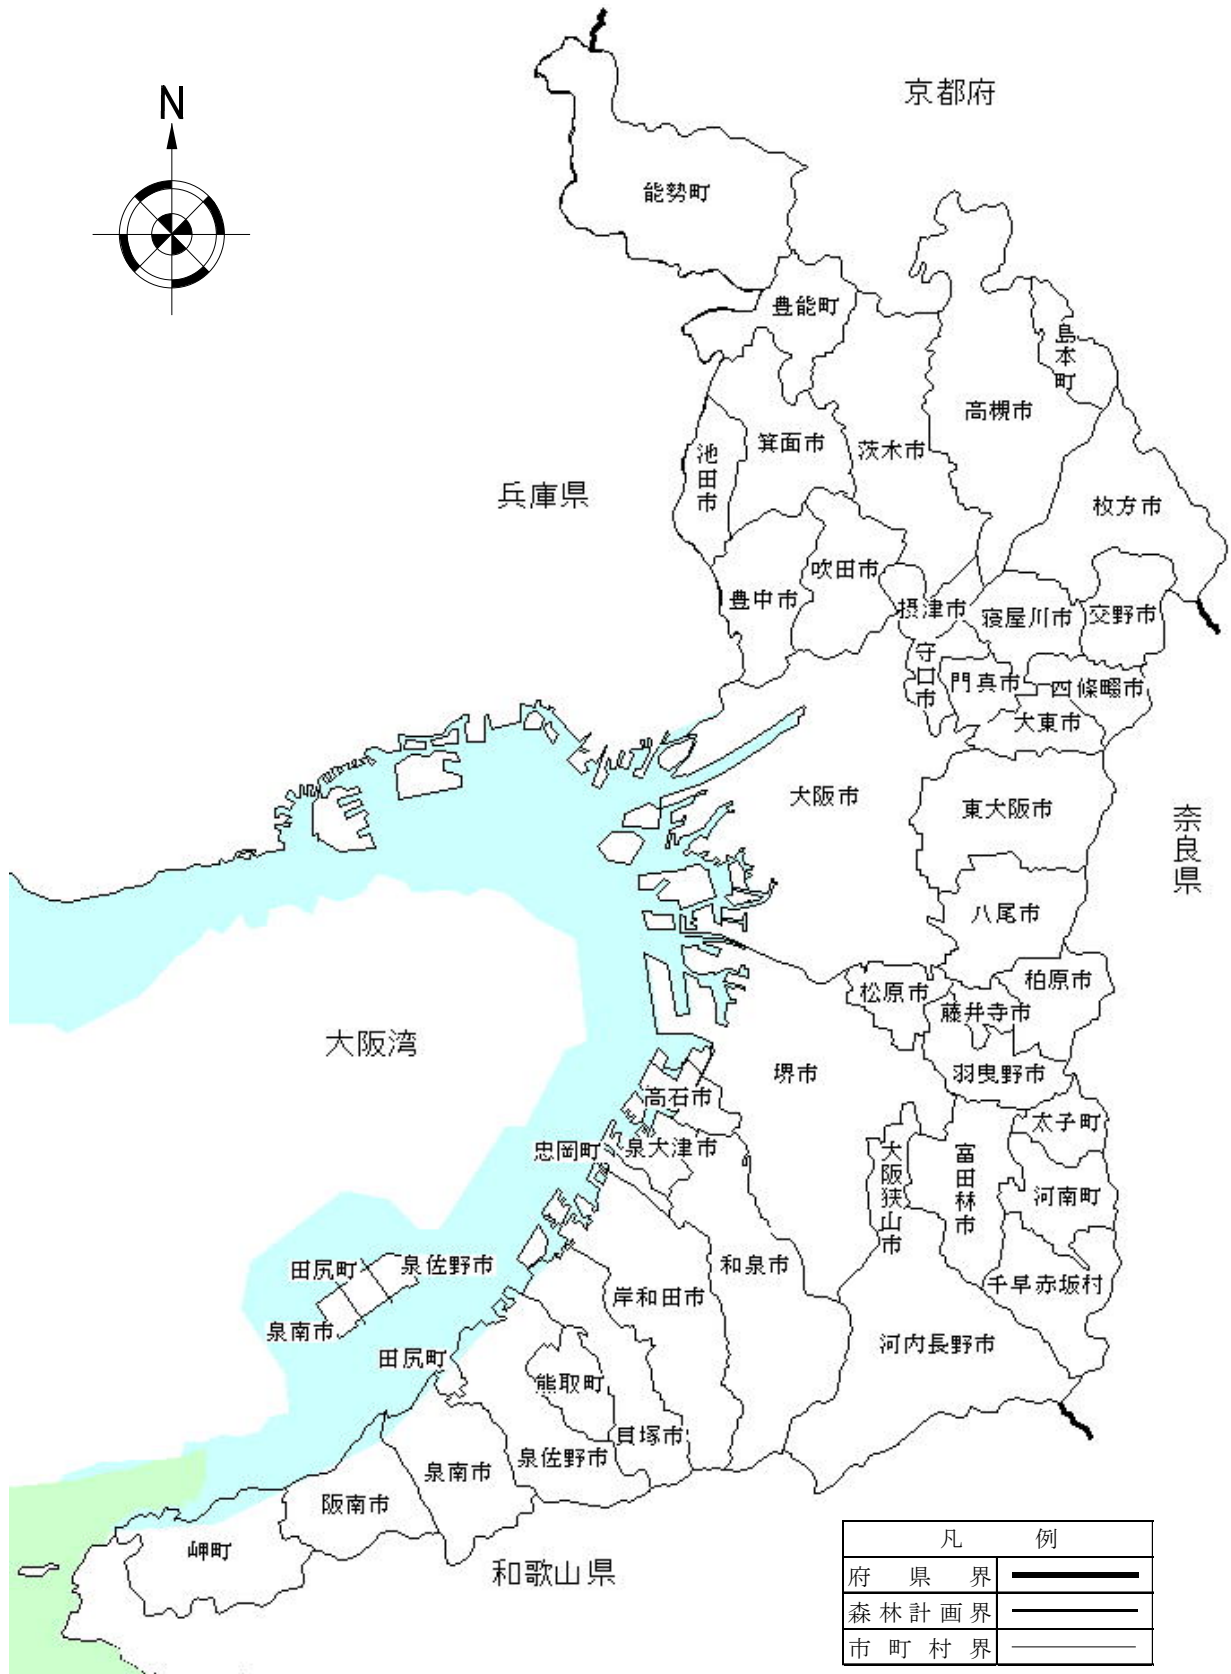 京都府
N
能勢町
豊能町
島本町
高槻市
箕面市
茨木市
池田市
兵庫県
枚方市
吹田市
豊中市
摂津市
寝屋川市
交野市
守口市
門真市
四條畷市
大東市
大阪市
東大阪市
奈良県
八尾市
柏原市
松原市
藤井寺市
大阪湾
堺市
羽曳野市
高石市
太子町
忠岡町
泉大津市
大阪狭山市
富田林市
河南町
和泉市
田尻町
泉佐野市
千早赤坂村
岸和田市
泉南市
河内長野市
田尻町
熊取町
貝塚市
泉佐野市
泉南市
阪南市
岬町
和歌山県
凡例
府県界
森林計画界
市町村界